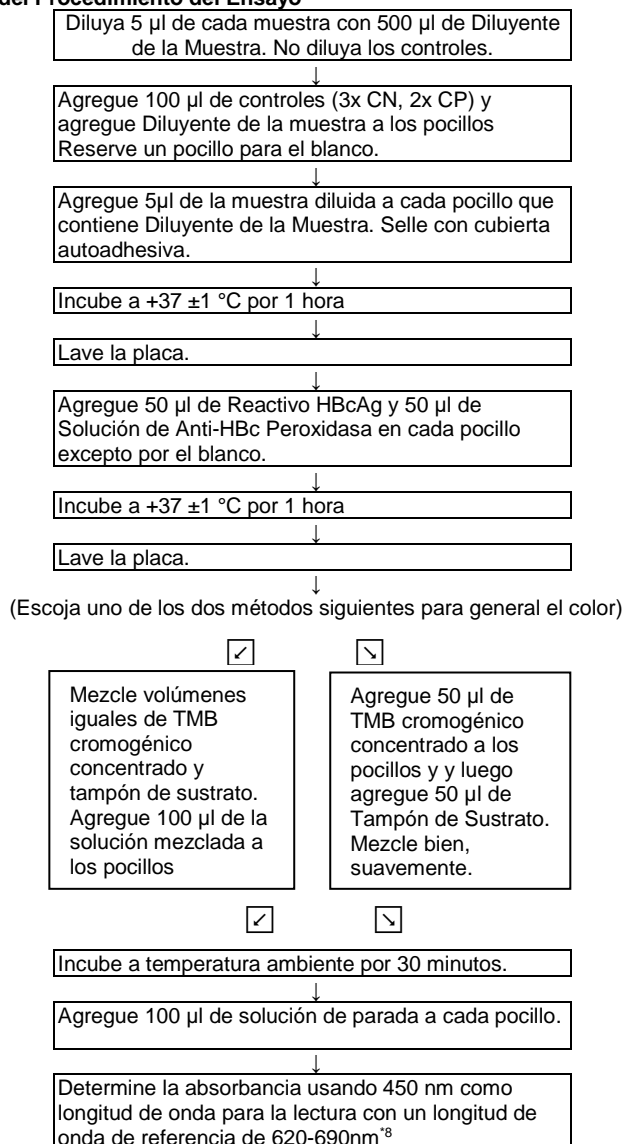 del Procedimiento del Ensayo
Diluya 5 µl de cada muestra con 500 µl de Diluyente
de la Muestra. No diluya los controles.
↓
Agregue 100 µl de controles (3x CN, 2x CP) y
agregue Diluyente de la muestra a los pocillos
Reserve un pocillo para el blanco.
↓
Agregue 5µl de la muestra diluida a cada pocillo que
contiene Diluyente de la Muestra. Selle con cubierta
autoadhesiva.
↓
Incube a +37 ±1 °C por 1 hora
↓
Lave la placa.
↓
Agregue 50 µl de Reactivo HBcAg y 50 µl de
Solución de Anti-HBc Peroxidasa en cada pocillo
excepto por el blanco.
↓
Incube a +37 ±1 °C por 1 hora
↓
Lave la placa.
↓
(Escoja uno de los dos métodos siguientes para general el color)
↙ ↘
Mezcle volúmenes
iguales de TMB
cromogénico
concentrado y
tampón de sustrato.
Agregue 100 µl de la
solución mezclada a
los pocillos
Agregue 50 µl de
TMB cromogénico
concentrado a los
pocillos y y luego
agregue 50 µl de
Tampón de Sustrato.
Mezcle bien,
suavemente.
↙ ↘
Incube a temperatura ambiente por 30 minutos.
↓
Agregue 100 µl de solución de parada a cada pocillo.
↓
Determine la absorbancia usando 450 nm como
longitud de onda para la lectura con un longitud de
onda de referencia de 620-690nm*8